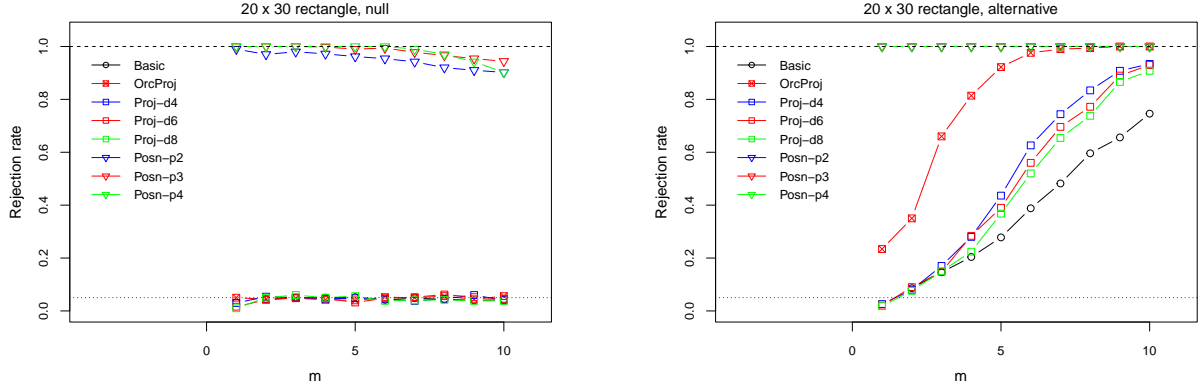 20 x 30 rectangle, null
Rejection rate
1.0
0.8
0.6
0.4
0.2
0.0
Basic
OrcProj
Proj−d4
Proj−d6
Proj−d8
Posn−p2
Posn−p3
Posn−p4
0
5
10
m
20 x 30 rectangle, alternative
Rejection rate
1.0
0.8
0.6
0.4
0.2
0.0
Basic
OrcProj
Proj−d4
Proj−d6
Proj−d8
Posn−p2
Posn−p3
Posn−p4
0
5
10
m